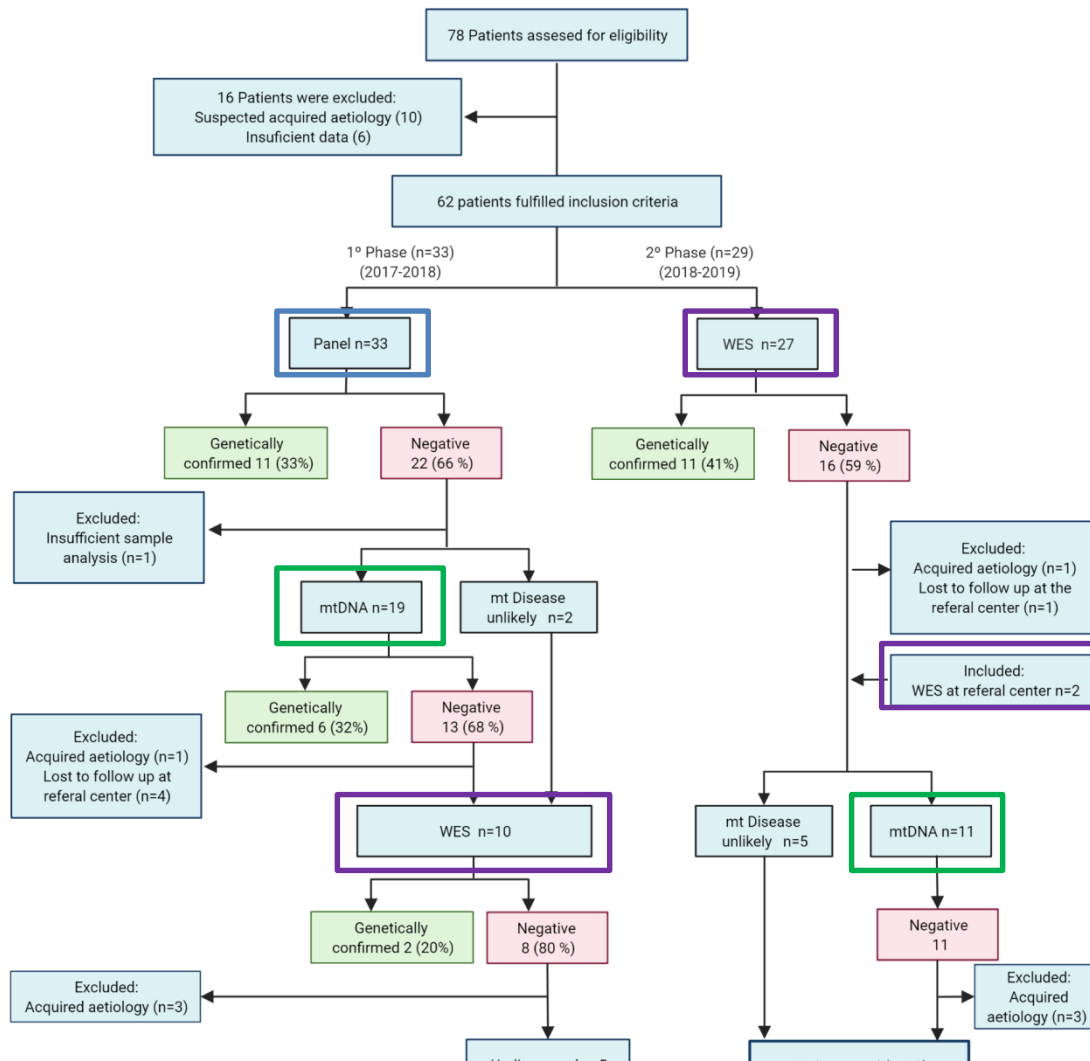 78 Patients assesed for eligibility
16 Patients were excluded:
Suspected acquired aetiology (10)
Insuficient data (6)
62 patients fulfilled inclusion criteria
1º Phase (n=33)
(2017-2018)
2º Phase (n=29)
(2018-2019)
Panel n=33
WES n=27
Genetically
confirmed 11 (33%)
Negative
22 (66 %)
Genetically
confirmed 11 (41%)
Negative
16 (59 %)
Excluded:
Insufficient sample
analysis (n=1)
Excluded:
Acquired aetiology (n=1)
Lost to follow up at the
referal center (n=1)
mtDNA n=19
mt Disease
unlikely n=2
Included:
WES at referal center n=2
Genetically
confirmed 6 (32%)
Negative
13 (68 %)
Excluded:
Acquired aetiology (n=1)
Lost to follow up at
referal center (n=4)
WES n=10
mt Disease
unlikely n=5
mtDNA n=11
Genetically
confirmed 2 (20%)
Negative
8 (80 %)
Negative
11
Excluded:
Acquired aetiology (n=3)
Excluded:
Acquired
aetiology (n=3)